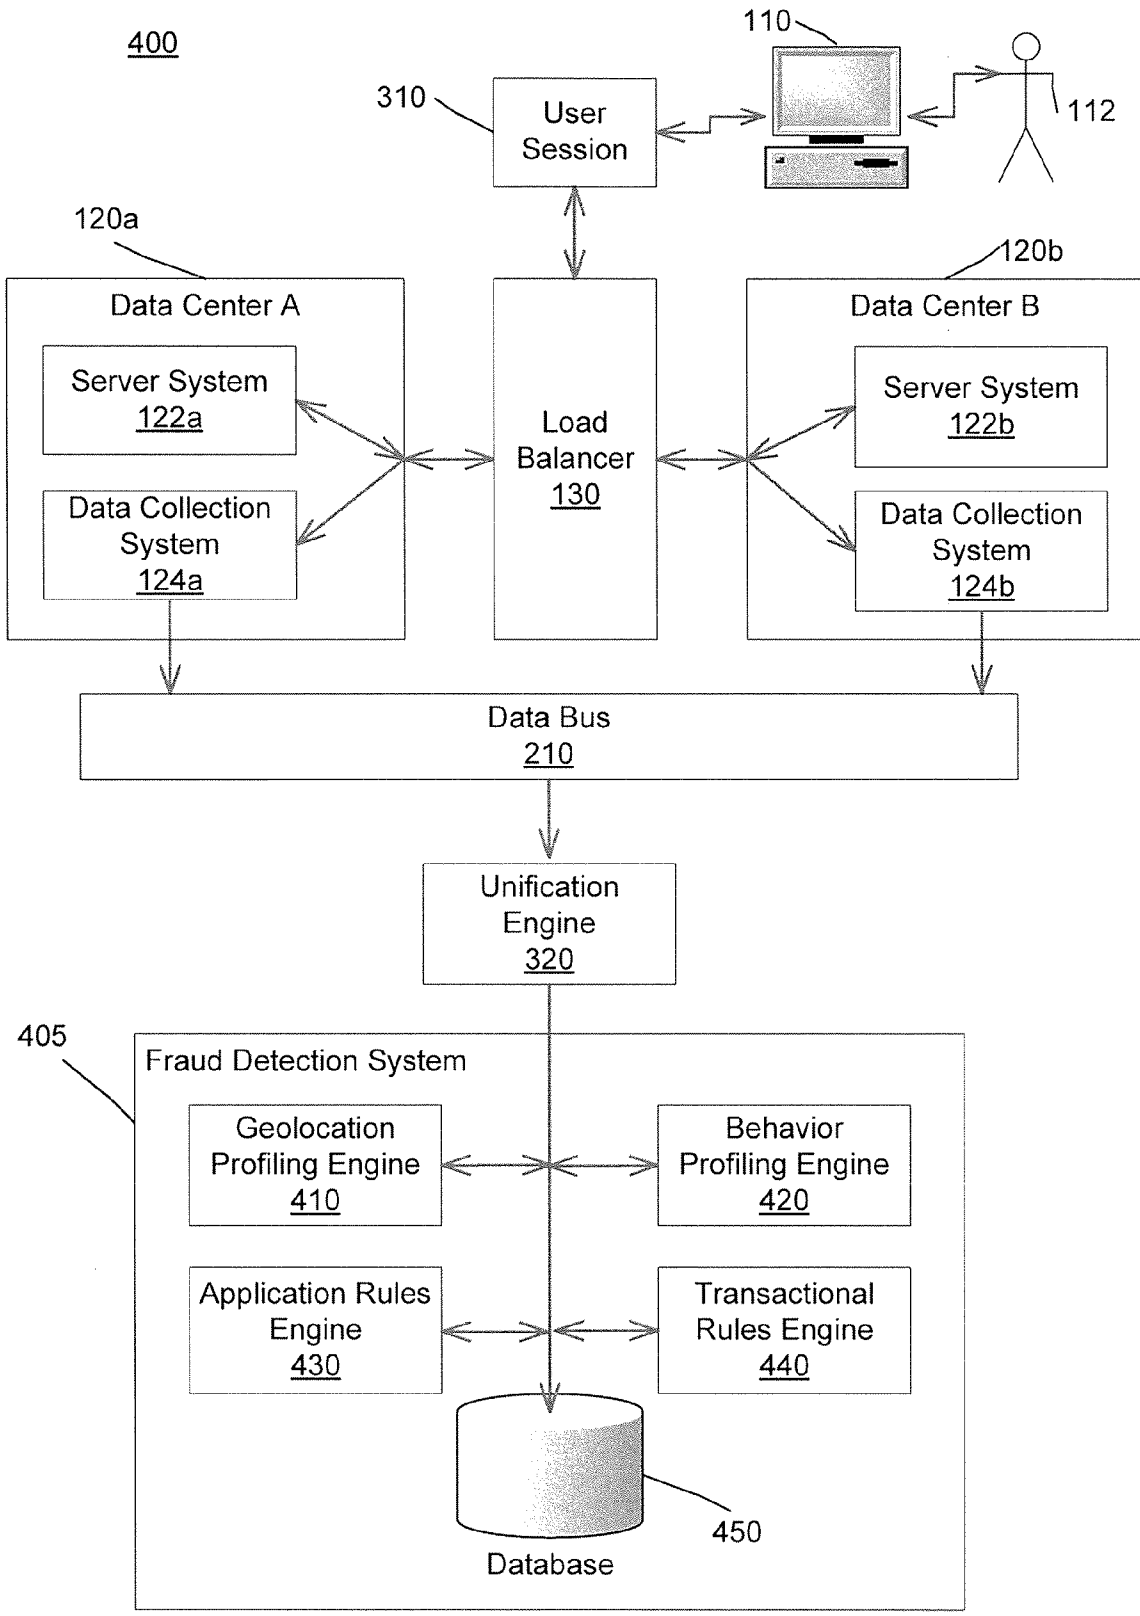 400
110
310
User
Session
112
120a
120b
Data Center A
Server System
122a
Data Collection
System
124a
Load
Balancer
130
Data Center B
Server System
122b
Data Collection
System
124b
Data Bus
210
Unification
Engine
320
405
Fraud Detection System
Geolocation
Profiling Engine
410
Behavior
Profiling Engine
420
Application Rules
Engine
430
Transactional
Rules Engine
440
450
Database